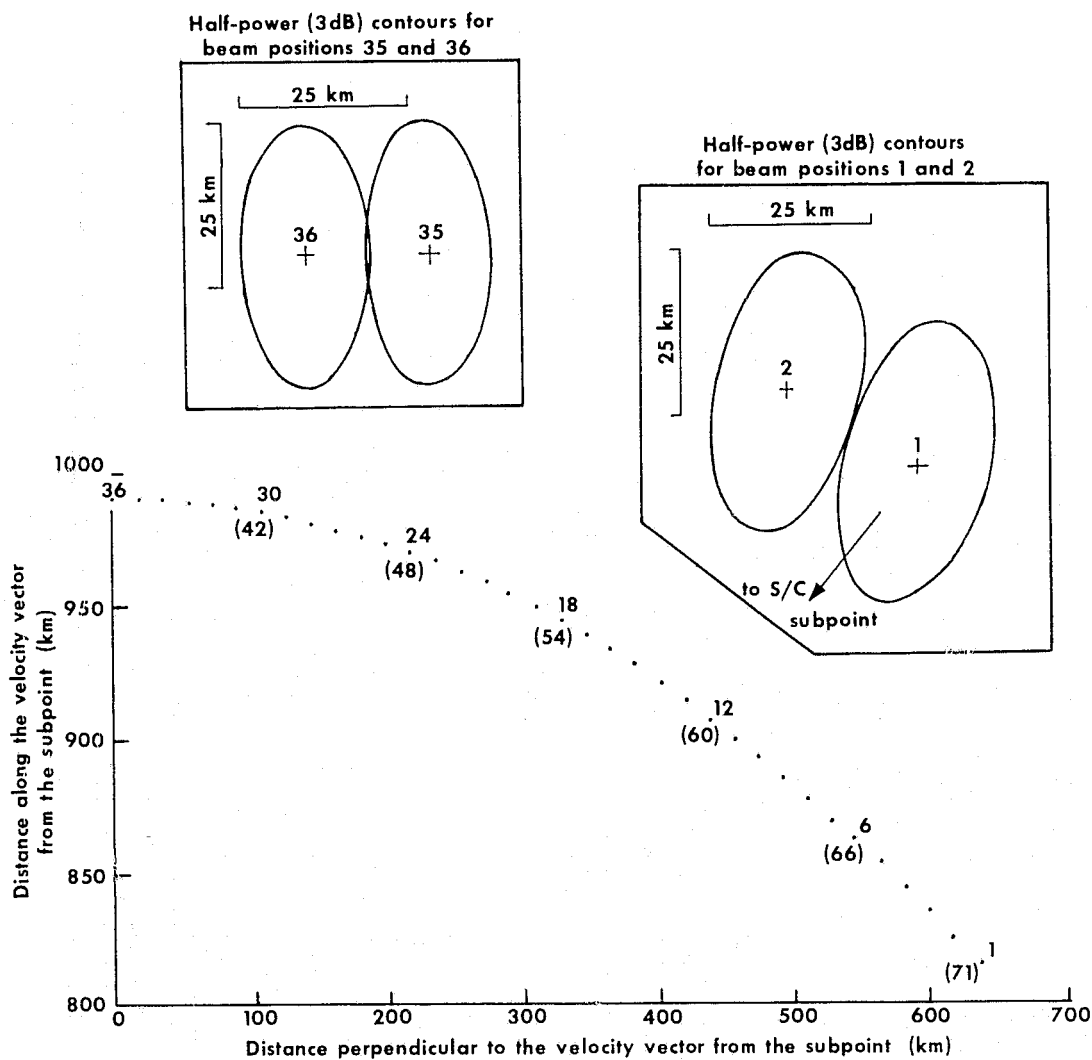 Half-power (3dB) contours for
beam positions 35 and 36
25 km
25 km
36
35
Half-power (3dB) contours
for beam positions 1 and 2
25 km
25 km
2
1
to S/C
subpoint
1000
950
900
850
800
36
30
(42)
24
(48)
18
(54)
12
(60)
6
(66)
1
(71)
0
100
200
300
400
500
600
700
Distance along the velocity vector
from the subpoint (km)
Distance perpendicular to the velocity vector from the subpoint (km)